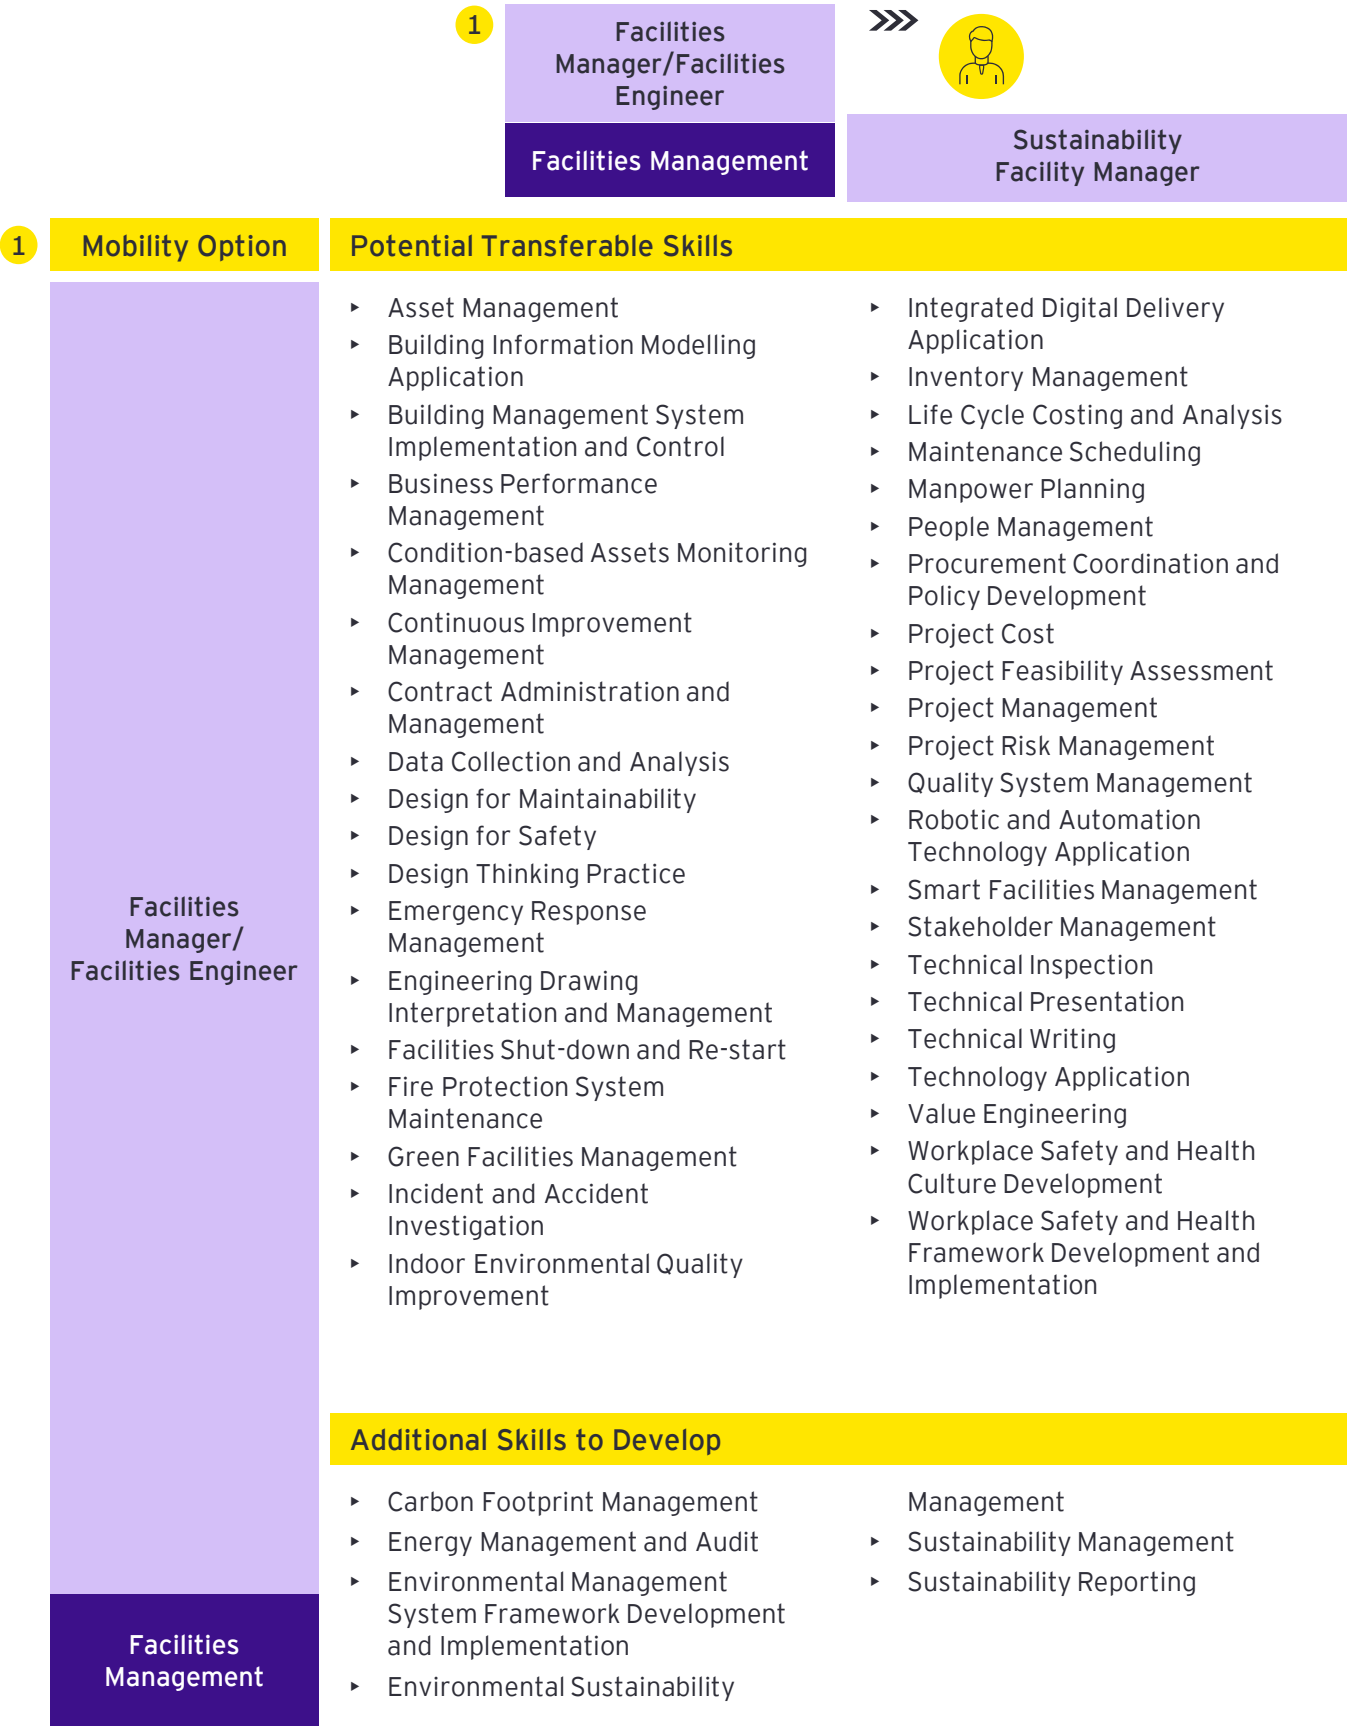 1
Facilities
Manager/Facilities
Engineer
Facilities Management
Sustainability
Facility Manager
1
Mobility Option
Potential Transferable Skills
Facilities
Manager/
Facilities Engineer
Facilities
Management
‣ Asset Management
‣ Building Information Modelling
Application
‣ Building Management System
Implementation and Control
‣ Business Performance
Management
‣ Condition-based Assets Monitoring
Management
‣ Continuous Improvement
Management
‣ Contract Administration and
Management
‣ Data Collection and Analysis
‣ Design for Maintainability
‣ Design for Safety
‣ Design Thinking Practice
‣ Emergency Response
Management
‣ Engineering Drawing
Interpretation and Management
‣ Facilities Shut-down and Re-start
‣ Fire Protection System
Maintenance
‣ Green Facilities Management
‣ Incident and Accident
Investigation
‣ Indoor Environmental Quality
Improvement
‣ Integrated Digital Delivery
Application
‣ Inventory Management
‣ Life Cycle Costing and Analysis
‣ Maintenance Scheduling
‣ Manpower Planning
‣ People Management
‣ Procurement Coordination and
Policy Development
‣ Project Cost
‣ Project Feasibility Assessment
‣ Project Management
‣ Project Risk Management
‣ Quality System Management
‣ Robotic and Automation
Technology Application
‣ Smart Facilities Management
‣ Stakeholder Management
‣ Technical Inspection
‣ Technical Presentation
‣ Technical Writing
‣ Technology Application
‣ Value Engineering
‣ Workplace Safety and Health
Culture Development
‣ Workplace Safety and Health
Framework Development and
Implementation
Additional Skills to Develop
‣ Carbon Footprint Management
‣ Energy Management and Audit
‣ Environmental Management
System Framework Development
and Implementation
‣ Environmental Sustainability
Management
‣ Sustainability Management
‣ Sustainability Reporting